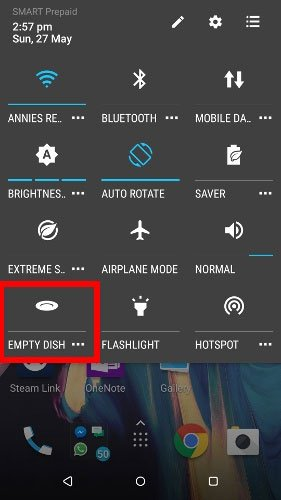 SMART Prepaid
2:57 pm
Sun, 27 May
ANNIES RE..
BLUETOOTH
MOBILE DA..
A
BRIGHTNES..
AUTO ROTATE
SAVER
EXTREME S..
AIRPLANE MODE
NORMAL
EMPTY DISH
FLASHLIGHT
HOTSPOT
Steam Link
OneNote
Gallery
50